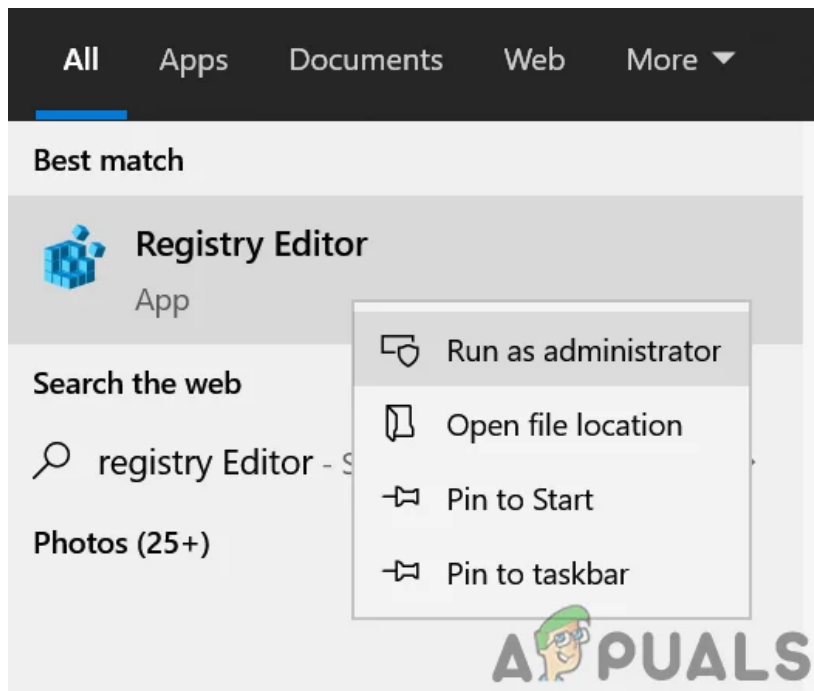 All Apps Documents Web More
Best match
Registry Editor
App
Run as administrator
Search the web
Open file location
registry Editor -
Pin to Start
Photos (25+)
Pin to taskbar
APPUALS